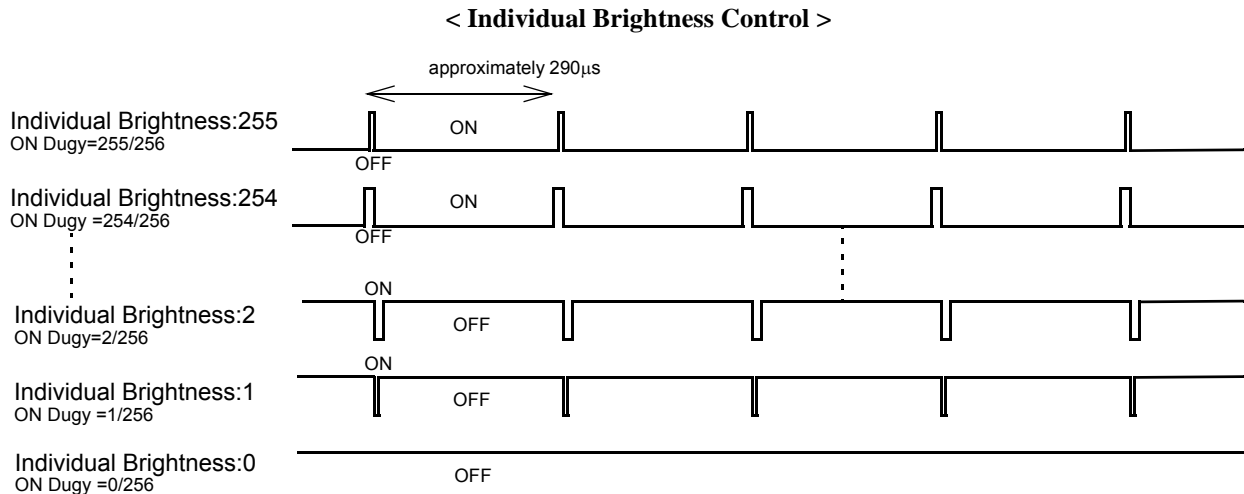 < Individual Brightness Control >
approximately 290μs
Individual Brightness:255
ON Dugy=255/256
ON
OFF
Individual Brightness:254
ON Dugy =254/256
ON
OFF
ON
Individual Brightness:2
ON Dugy=2/256
OFF
ON
Individual Brightness:1
ON Dugy =1/256
OFF
Individual Brightness:0
ON Dugy =0/256
OFF